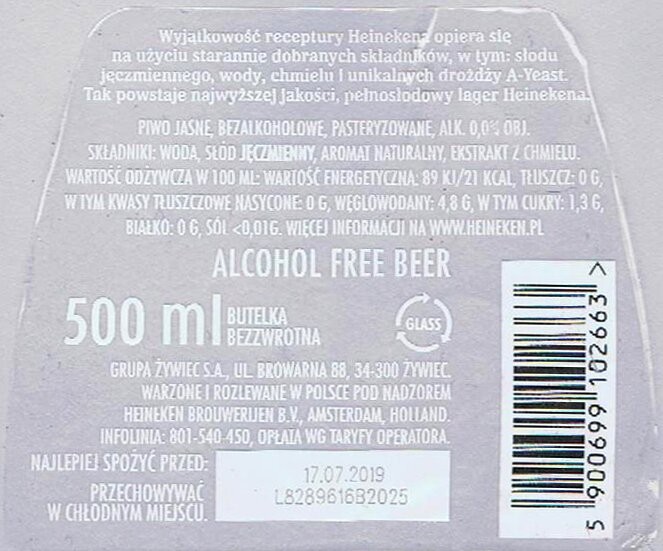 Wyjątkowość receptury Heinekena opiera się
na użyciu starannie dobranych składników, w tym: słodu
jęczmiennego, wody, chmielu i unikalnych drożdży A-Yeast.
Tak powstaje najwyższej jakości, pełnosłodowy lager Heinekena.
PIWO JASNE, BEZALKOHOLOWE, PASTERYZOWANE, ALK. 0,0% OBJ.
SKŁADNIKI: WODA, SŁÓD JĘCZMIENNY, AROMAT NATURALNY, EKSTRAKT Z CHMIELU.
WARTOŚĆ ODŻYWCZA W 100 ML: WARTOŚĆ ENERGETYCZNA: 89 KJ/21 KCAL, TŁUSZCZ: 0 G,
W TYM KWASY TŁUSZCZOWE NASYCONE: 0 G, WĘGLOWODANY: 4,8 G, W TYM CUKRY: 1,3 G,
BIAŁKO: 0 G, SÓL <0,01G. WIĘCEJ INFORMACJI NA WWW.HEINEKEN.PL
ALCOHOL FREE BEER
500 ml BUTELKA
BEZZWROTNA
GLASS
GRUPA ŻYWIEC S.A., UL. BROWARNA 88, 34-300 ŻYWIEC.
WARZONE I ROZLEWANE W POLSCE POD NADZOREM
HEINEKEN BROUWERIJEN B.V., AMSTERDAM, HOLLAND.
INFOLINIA: 801-540-450, OPŁATA WG TARYFY OPERATORA.
NAJLEPIEJ SPOŻYĆ PRZED:
PRZECHOWYWAĆ
W CHŁODNYM MIEJSCU.
17.07.2019
L8289616B2025
5 900699 102663 >